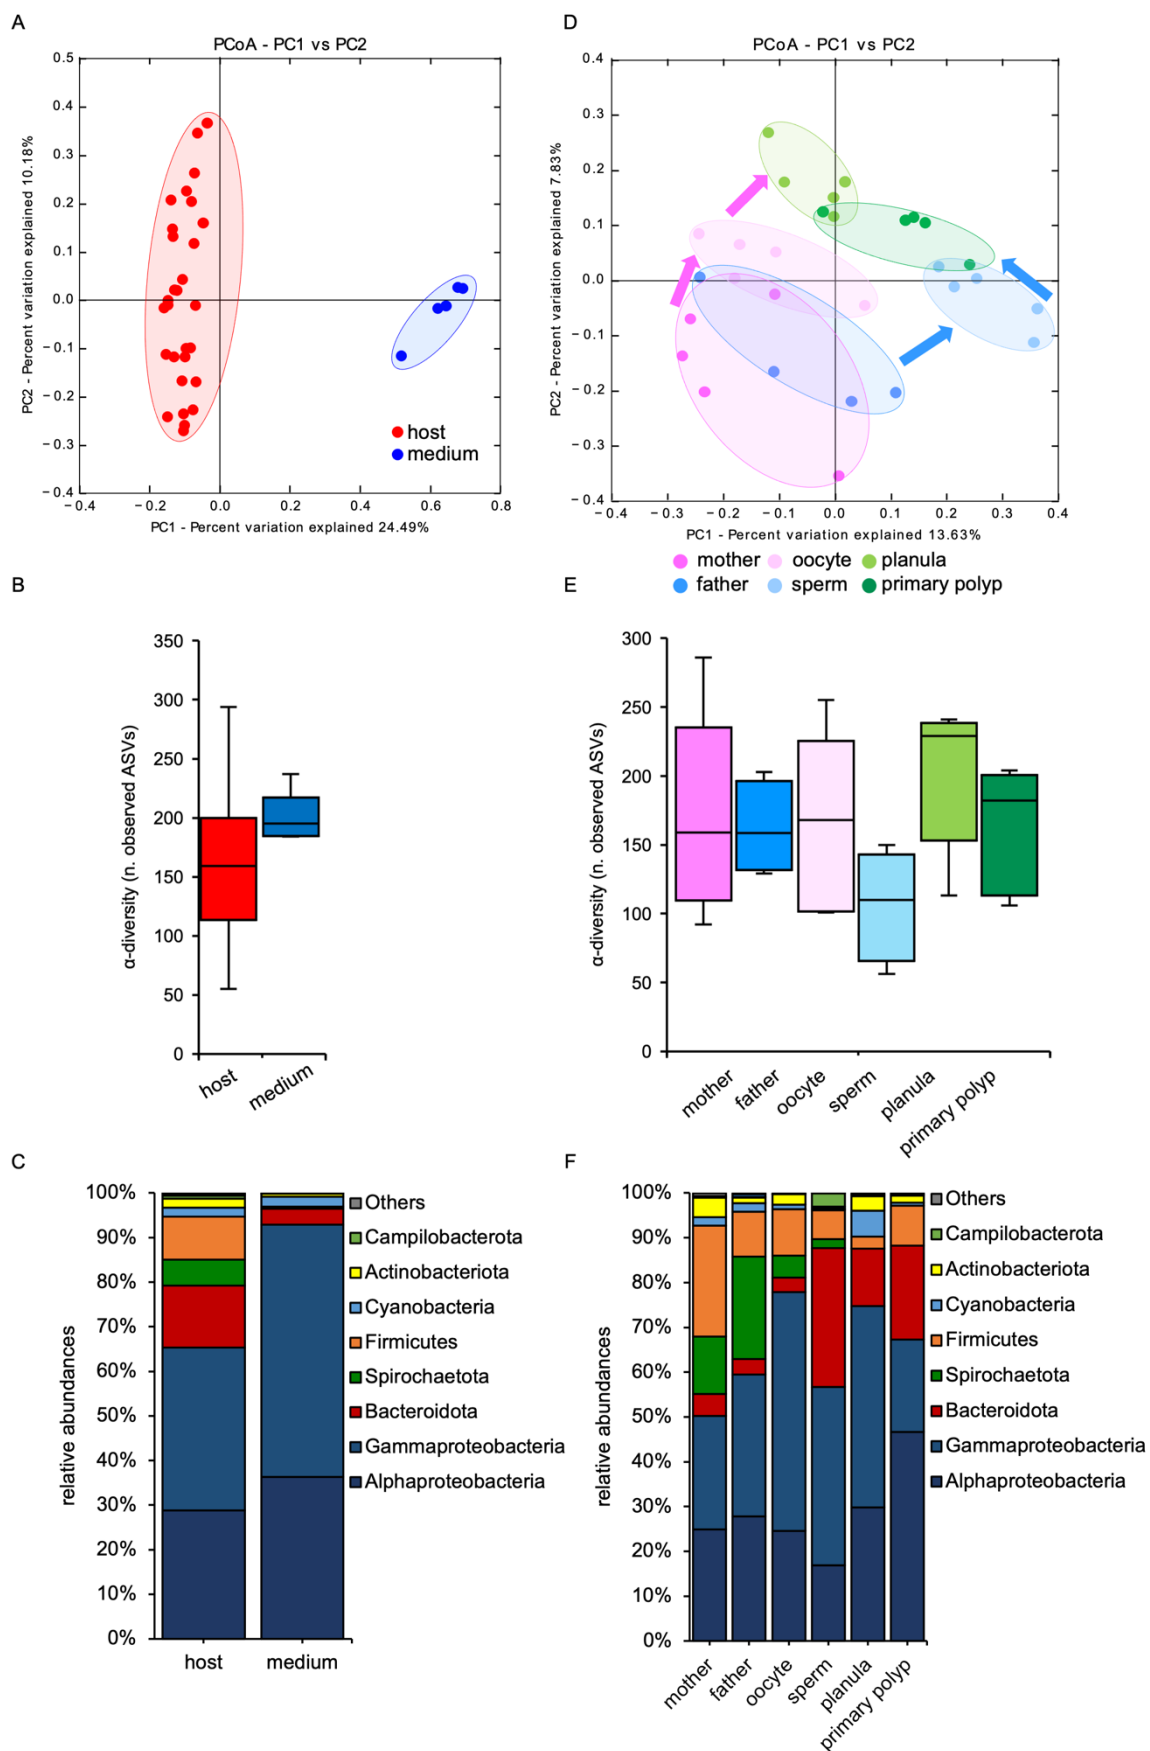 A
PCoA - PC1 vs PC2
0.5
0.4
0.3
0.2
0.1
0.0
−0.1
−0.2
−0.3
−0.4
PC2 - Percent variation explained 10.18%
−0.4
−0.2
0.0
0.2
0.4
0.6
0.8
PC1 - Percent variation explained 24.49%
host
medium
D
PCoA - PC1 vs PC2
0.4
0.3
0.2
0.1
0.0
−0.1
−0.2
−0.3
−0.4
PC2 - Percent variation explained 7.83%
−0.4
−0.3
−0.2
−0.1
0.0
0.1
0.2
0.3
0.4
PC1 - Percent variation explained 13.63%
mother
oocyte
planula
father
sperm
primary polyp
B
350
300
250
200
150
100
50
0
α-diversity (n. observed ASVs)
host
medium
E
300
250
200
150
100
50
0
α-diversity (n. observed ASVs)
mother
father
oocyte
sperm
planula
primary polyp
C
100%
90%
80%
70%
60%
50%
40%
30%
20%
10%
0%
relative abundances
host
medium
Others
Campilobacterota
Actinobacteriota
Cyanobacteria
Firmicutes
Spirochaetota
Bacteroidota
Gammaproteobacteria
Alphaproteobacteria
F
100%
90%
80%
70%
60%
50%
40%
30%
20%
10%
0%
relative abundances
mother
father
oocyte
sperm
planula
primary polyp
Others
Campilobacterota
Actinobacteriota
Cyanobacteria
Firmicutes
Spirochaetota
Bacteroidota
Gammaproteobacteria
Alphaproteobacteria